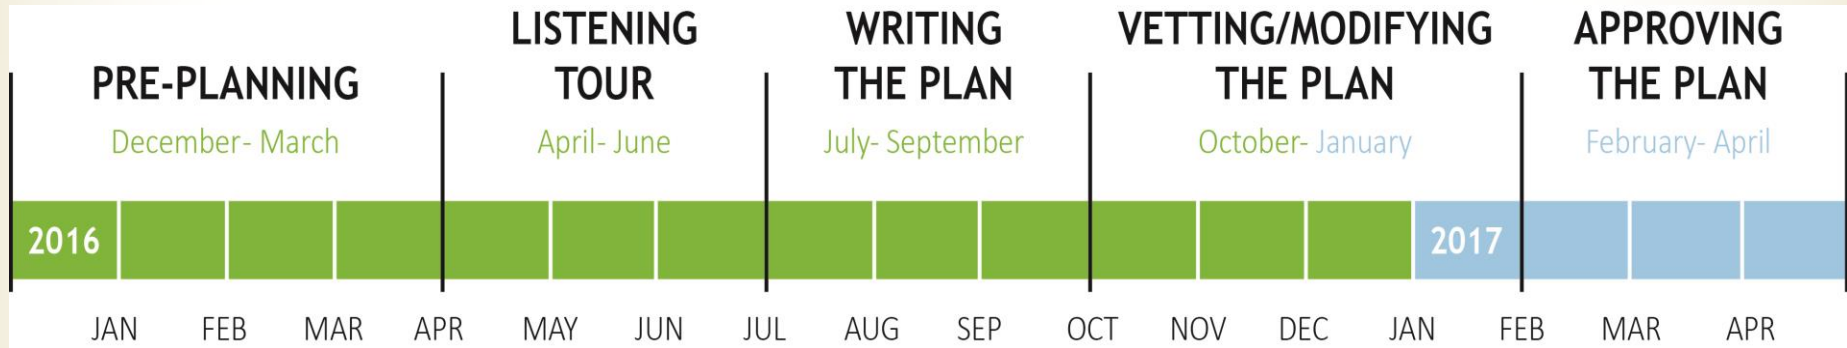 PRE-PLANNING
December- March
LISTENING
TOUR
April- June
WRITING
THE PLAN
July- September
VETTING/MODIFYING
THE PLAN
October- January
APPROVING
THE PLAN
February- April
2016 2017
JAN FEB MAR APR MAY JUN JUL AUG SEP OCT NOV DEC JAN FEB MAR APR